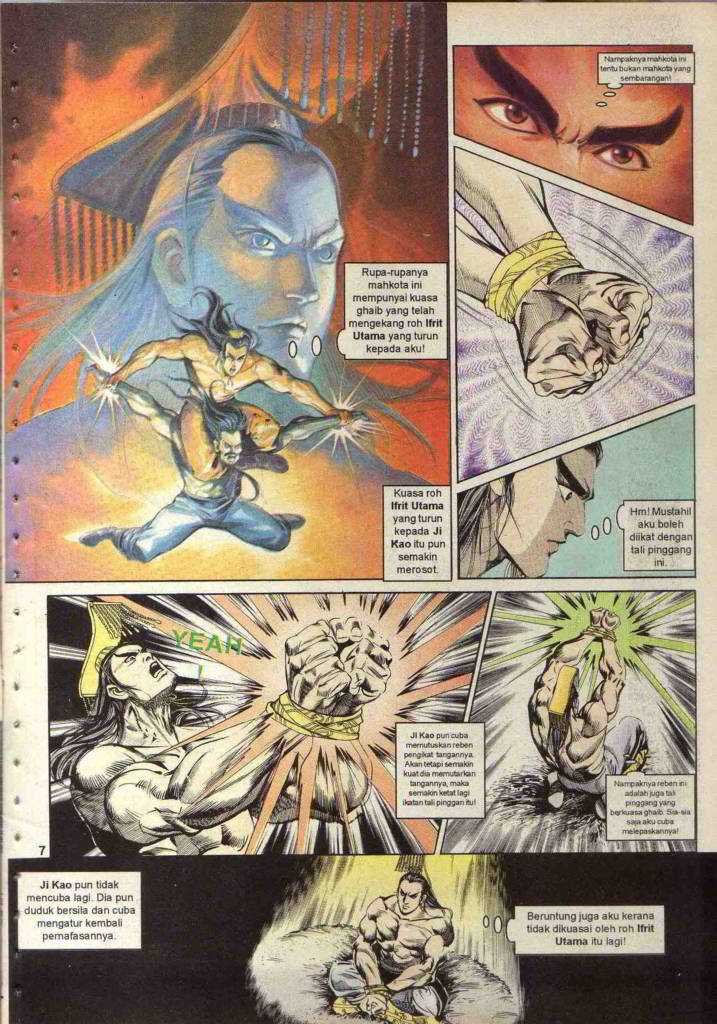 Rupa-rupanya
mahkota ini
mempunyai kuasa
ghaib yang telah
mengekang roh Ifrit
Utama yang turun
kepada aku!
Kuasa roh
Ifrit Utama
yang turun
kepada Ji
Kao itu pun
semakin
merosot.
Nampaknya mahkota ini
tentu bukan mahkota yang
sembarangan!
Hm! Mustahil
aku boleh
diikat dengan
tali pinggang
ini.
YEAH
!
Ji Kao pun cuba
memutuskan reben
pengikat tangannya.
Akan tetapi semakin
kuat dia memutarkan
tangannya, maka
semakin ketat lagi
ikatan tali pinggan itu!
Nampaknya reben ini
adalah juga tali
pinggang yang
berkuasa ghaib. Sia-sia
saja aku cuba
melepaskannya!
7
Ji Kao pun tidak
mencuba lagi. Dia pun
duduk bersila dan cuba
mengatur kembali
pernafasannya.
Beruntung juga aku kerana
tidak dikuasai oleh roh Ifrit
Utama itu lagi!